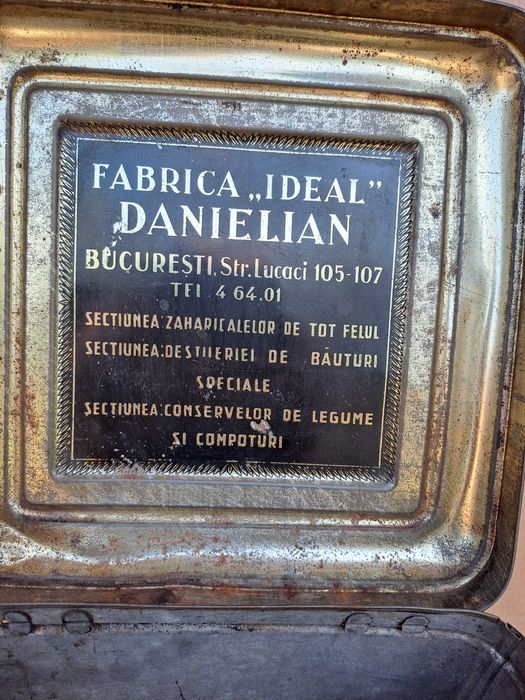 FABRICA „IDEAL”
DANIELIAN
BUCUREȘTI, Str. Lucaci 105-107
TEL. 4 64.01
SECTIUNEA: ZAHARICALELOR DE TOT FELUL
SECTIUNEA: DESTILERIEI DE BĂUTURI
SPECIALE
SECȚIUNEA: CONSERVELOR DE LEGUME
ȘI COMPOTURI